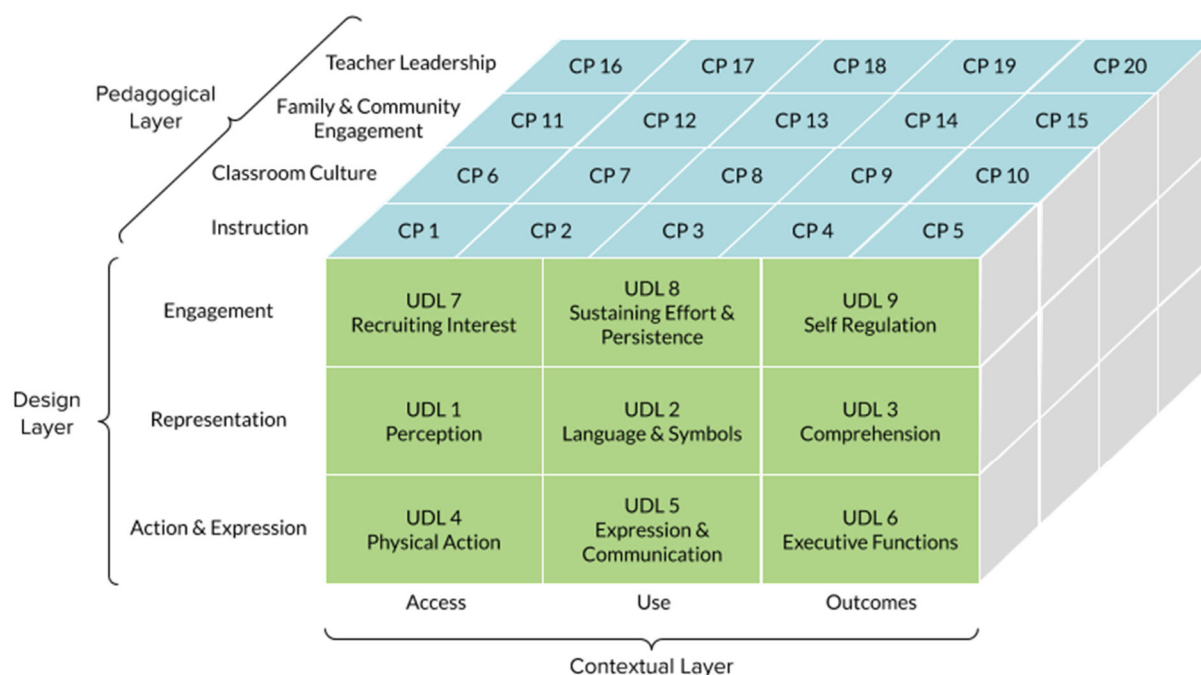 Teacher Leadership
CP 16
CP 17
CP 18
CP 19
CP 20
Pedagogical
Layer
Family & Community
Engagement
CP 11
CP 12
CP 13
CP 14
CP 15
Classroom Culture
CP 6
CP 7
CP 8
CP 9
CP 10
Instruction
CP 1
CP 2
CP 3
CP 4
CP 5
Design
Layer
Engagement
UDL 7
Recruiting Interest
UDL 8
Sustaining Effort &
Persistence
UDL 9
Self Regulation
Representation
UDL 1
Perception
UDL 2
Language & Symbols
UDL 3
Comprehension
Action & Expression
UDL 4
Physical Action
UDL 5
Expression &
Communication
UDL 6
Executive Functions
Access
Use
Outcomes
Contextual Layer